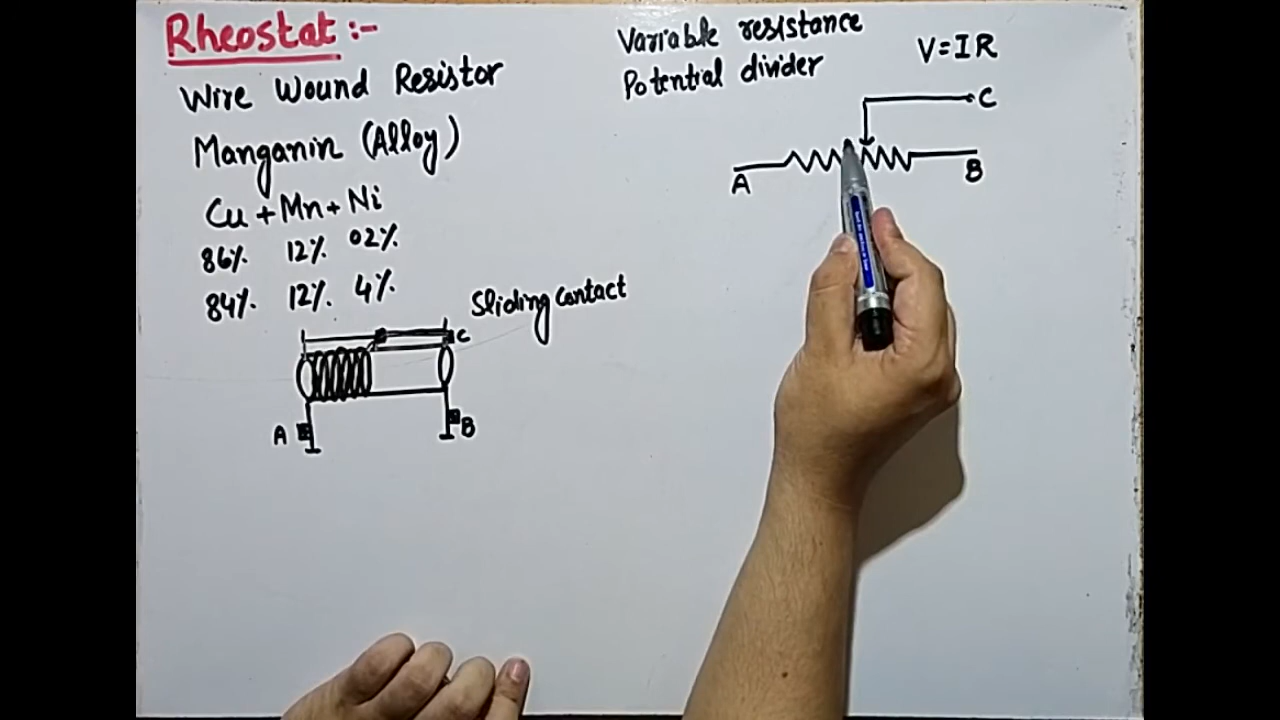 Rheostat :-
Wire Wound Resistor
Manganin (Alloy)
Cu + Mn + Ni
86% 12% 02%
84% 12% 4%
Sliding Contact
C
A
B
Variable resistance
Potential divider
V = IR
C
A
B